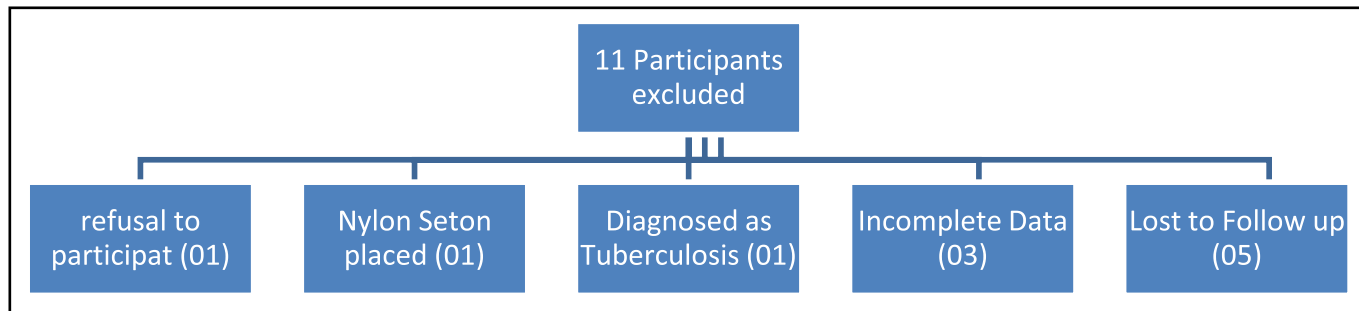 11 Participants
excluded
refusal to
participat (01)
Nylon Seton
placed (01)
Diagnosed as
Tuberculosis (01)
Incomplete Data
(03)
Lost to Follow up
(05)